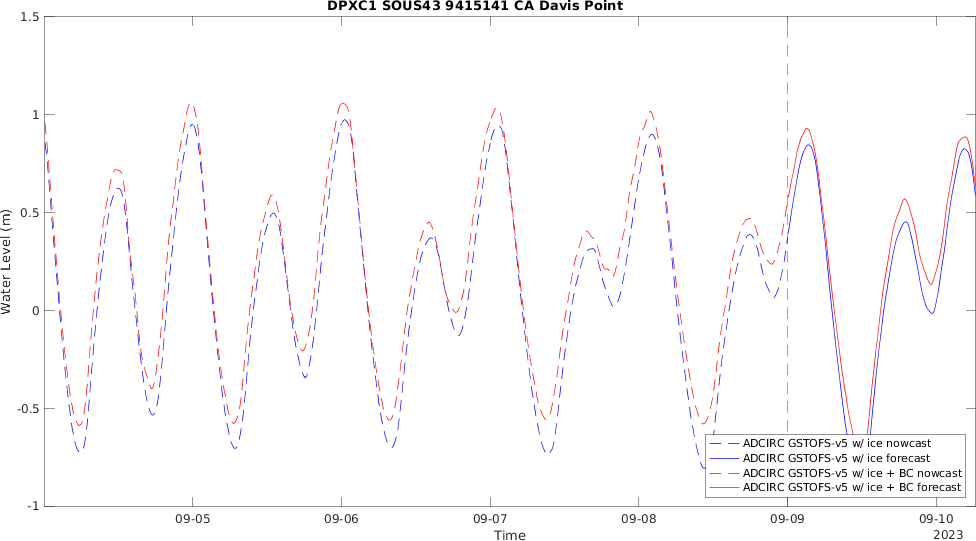 DPXC1 SOUS43 9415141 CA Davis Point
1.5
1
0.5
0
-0.5
-1
Water Level (m)
09-05 09-06 09-07 09-08 09-09 09-10
Time
2023
ADCIRC GSTOFS-v5 w/ ice nowcast
ADCIRC GSTOFS-v5 w/ ice forecast
ADCIRC GSTOFS-v5 w/ ice + BC nowcast
ADCIRC GSTOFS-v5 w/ ice + BC forecast